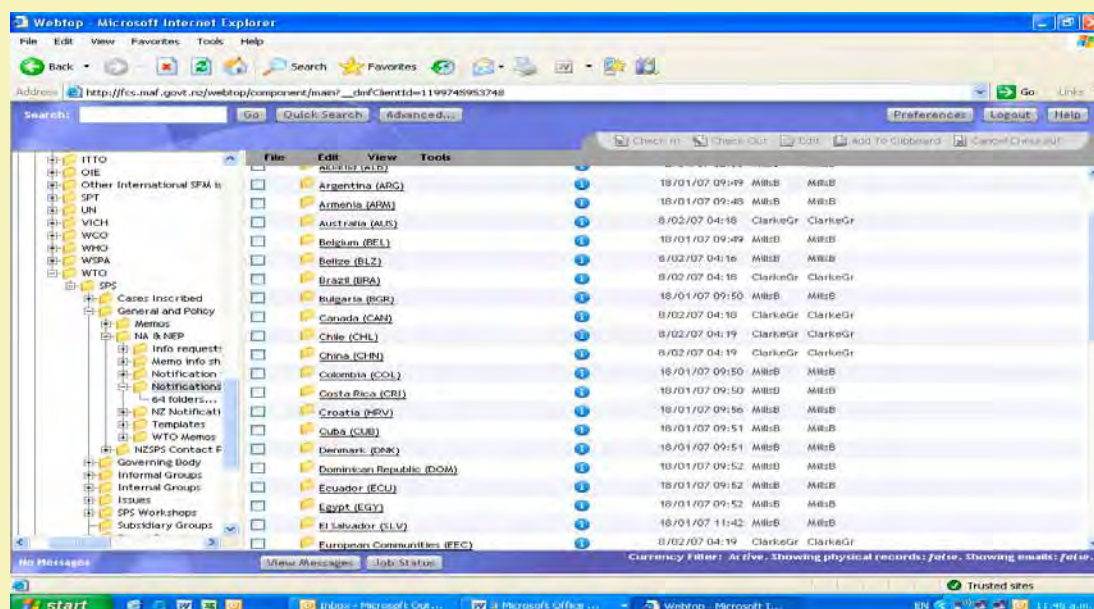 Webtop - Microsoft Internet Explorer
File Edit View Favorites Tools Help
Back Search Favorites
Address http://fcs.maf.govt.nz/webtop/component/main?__dmfClientId=1199745953748 Go Links
Search: Go Quick Search Advanced... Preferences Logout Help
Check In Check Out Edit Add To Clipboard Cancel Checkout
File Edit View Tools
ITTO
OIE
Other International SFM is
SPT
UN
VICH
WCO
WHO
WSPA
WTO
SPS
Cases Inscribed
General and Policy
Memos
NA & NEP
Info requests
Memo info sh
Notification
Notifications
64 folders...
NZ Notificati
Templates
WTO Memos
NZSPS Contact P
Governing Body
Informal Groups
Internal Groups
Issues
SPS Workshops
Subsidiary Groups
Albania (ALB)
Argentina (ARG) 18/01/07 09:49 MillsB MillsB
Armenia (ARM) 18/01/07 09:48 MillsB MillsB
Australia (AUS) 8/02/07 04:18 ClarkeGr ClarkeGr
Belgium (BEL) 18/01/07 09:49 MillsB MillsB
Belize (BLZ) 8/02/07 04:16 MillsB MillsB
Brazil (BRA) 8/02/07 04:18 ClarkeGr ClarkeGr
Bulgaria (BGR) 18/01/07 09:50 MillsB MillsB
Canada (CAN) 8/02/07 04:18 ClarkeGr ClarkeGr
Chile (CHL) 8/02/07 04:19 ClarkeGr ClarkeGr
China (CHN) 8/02/07 04:19 ClarkeGr ClarkeGr
Colombia (COL) 18/01/07 09:50 MillsB MillsB
Costa Rica (CRI) 18/01/07 09:50 MillsB MillsB
Croatia (HRV) 18/01/07 09:56 MillsB MillsB
Cuba (CUB) 18/01/07 09:51 MillsB MillsB
Denmark (DNK) 18/01/07 09:51 MillsB MillsB
Dominican Republic (DOM) 18/01/07 09:52 MillsB MillsB
Ecuador (ECU) 18/01/07 09:52 MillsB MillsB
Egypt (EGY) 18/01/07 09:52 MillsB MillsB
El Salvador (SLV) 18/01/07 11:42 MillsB MillsB
European Communities (EEC) 8/02/07 04:19 ClarkeGr ClarkeGr
No Messages View Messages Job Status Currency Filter: Active. Showing physical records: false. Showing emails: false.
Trusted sites
start Inbox - Microsoft Out... 3 Microsoft Office ... Webtop - Microsoft I... EN 11:46 a.m.